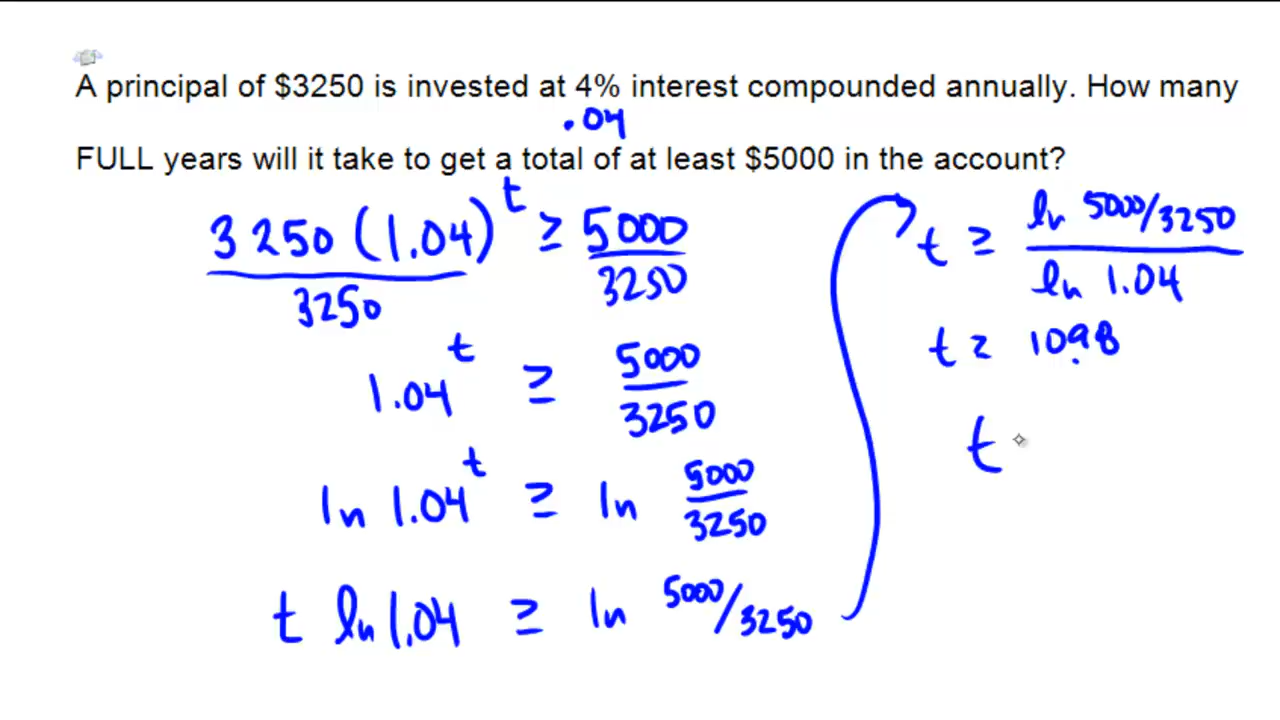 A principal of $3250 is invested at 4% interest compounded annually. How many
.04
FULL years will it take to get a total of at least $5000 in the account?
3250 (1.04)^t ≥ 5000
3250 3250
1.04^t ≥ 5000/3250
ln 1.04^t ≥ ln 5000/3250
t ln 1.04 ≥ ln 5000/3250
t ≥ ln 5000/3250
ln 1.04
t ≥ 10.98
t